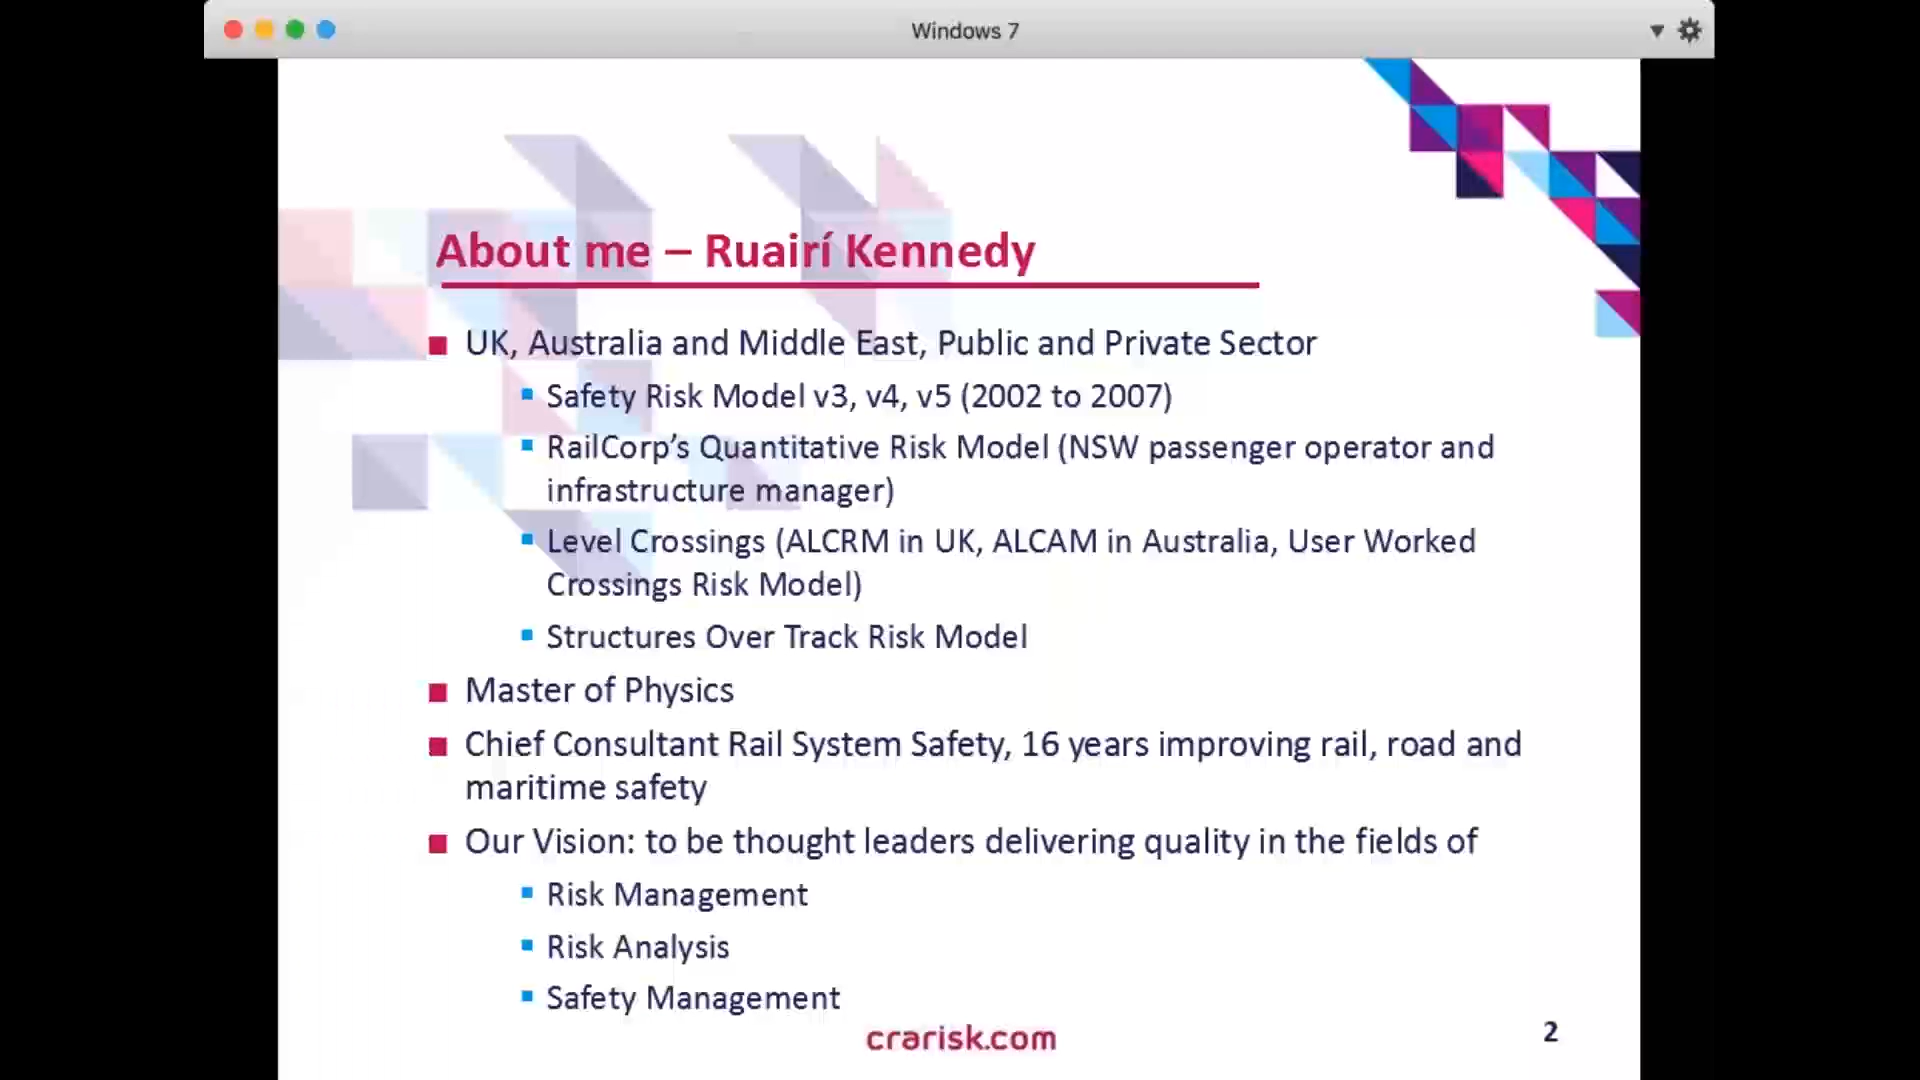 Windows 7
About me – Ruairí Kennedy
UK, Australia and Middle East, Public and Private Sector
Safety Risk Model v3, v4, v5 (2002 to 2007)
RailCorp’s Quantitative Risk Model (NSW passenger operator and
infrastructure manager)
Level Crossings (ALCRM in UK, ALCAM in Australia, User Worked
Crossings Risk Model)
Structures Over Track Risk Model
Master of Physics
Chief Consultant Rail System Safety, 16 years improving rail, road and
maritime safety
Our Vision: to be thought leaders delivering quality in the fields of
Risk Management
Risk Analysis
Safety Management
crarisk.com
2